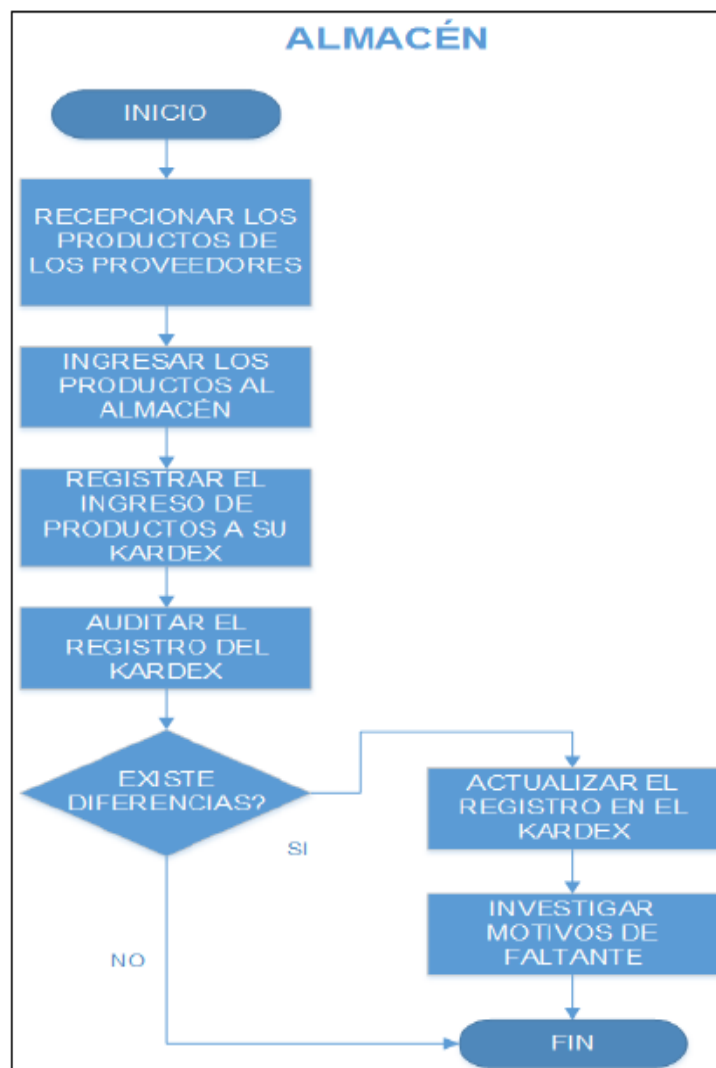 ALMACÉN
INICIO
RECEPCIONAR LOS
PRODUCTOS DE
LOS PROVEEDORES
INGRESAR LOS
PRODUCTOS AL
ALMACÉN
REGISTRAR EL
INGRESO DE
PRODUCTOS A SU
KARDEX
AUDITAR EL
REGISTRO DEL
KARDEX
EXISTE
DIFERENCIAS?
SI
ACTUALIZAR EL
REGISTRO EN EL
KARDEX
INVESTIGAR
MOTIVOS DE
FALTANTE
NO
FIN